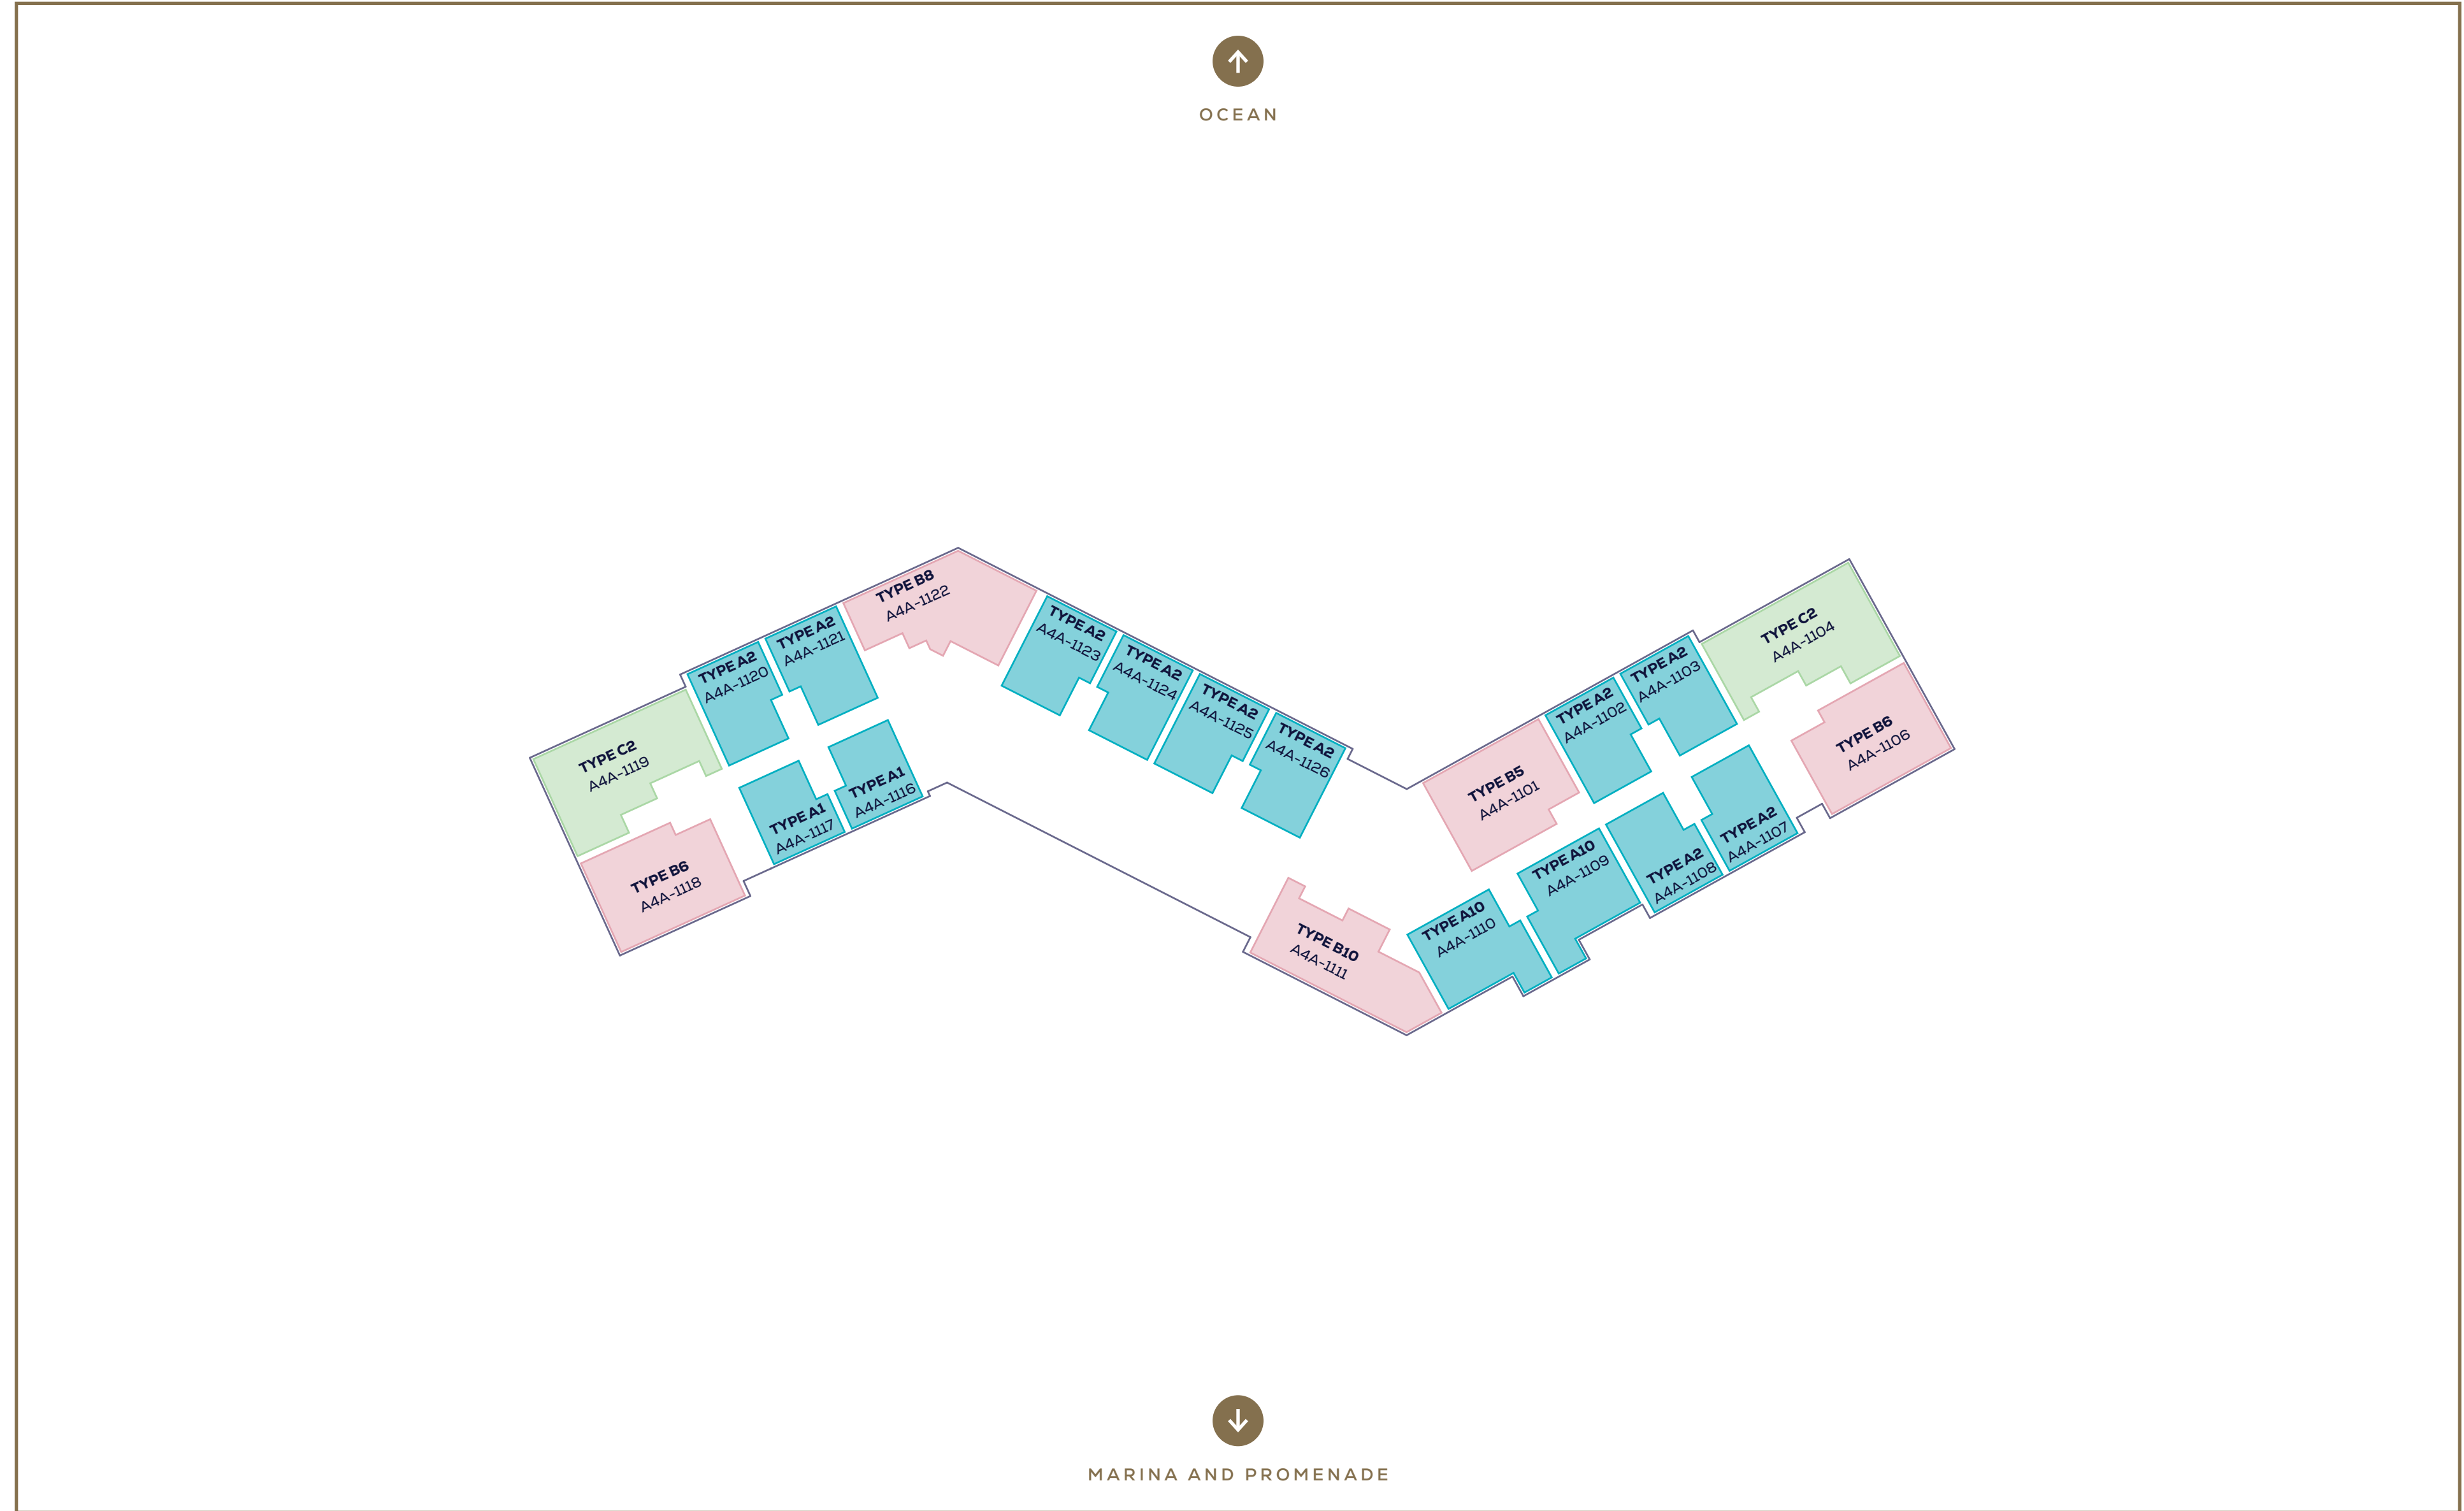 OCEAN
TYPE B8
A4A-1122
TYPE A2
A4A-1121
TYPE A2
A4A-1120
TYPE C2
A4A-1119
TYPE B6
A4A-1118
TYPE A1
A4A-1117
TYPE A1
A4A-1116
TYPE A2
A4A-1123
TYPE A2
A4A-1124
TYPE A2
A4A-1125
TYPE A2
A4A-1126
TYPE B5
A4A-1101
TYPE A2
A4A-1102
TYPE A2
A4A-1103
TYPE C2
A4A-1104
TYPE B6
A4A-1106
TYPE A2
A4A-1107
TYPE A2
A4A-1108
TYPE A10
A4A-1109
TYPE A10
A4A-1110
TYPE B10
A4A-1111
MARINA AND PROMENADE